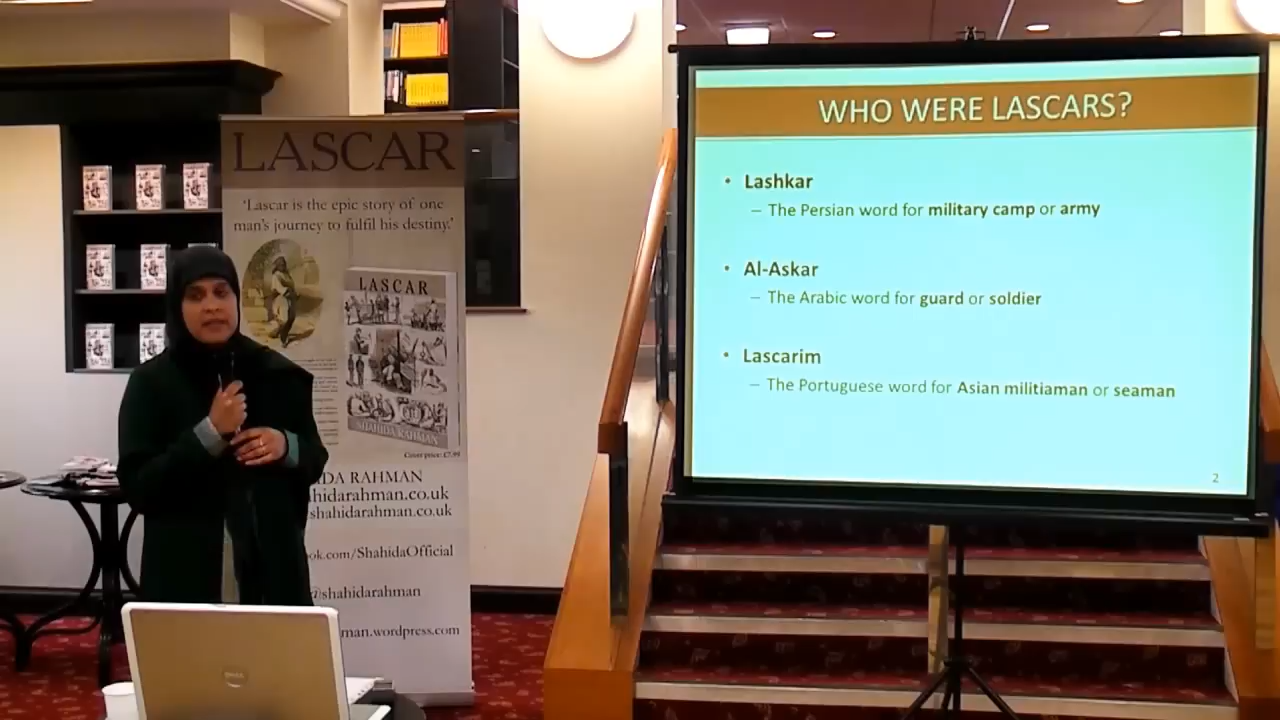 LASCAR
'Lascar is the epic story of one
man's journey to fulfil his destiny.'
LASCAR
SHAHIDA RAHMAN
Cover price: £7.99
IDA RAHMAN
hidarahman.co.uk
shahidarahman.co.uk
ok.com/ShahidaOfficial
@shahidarahman
man.wordpress.com
DELL
WHO WERE LASCARS?
• Lashkar
– The Persian word for military camp or army
• Al-Askar
– The Arabic word for guard or soldier
• Lascarim
– The Portuguese word for Asian militiaman or seaman
2